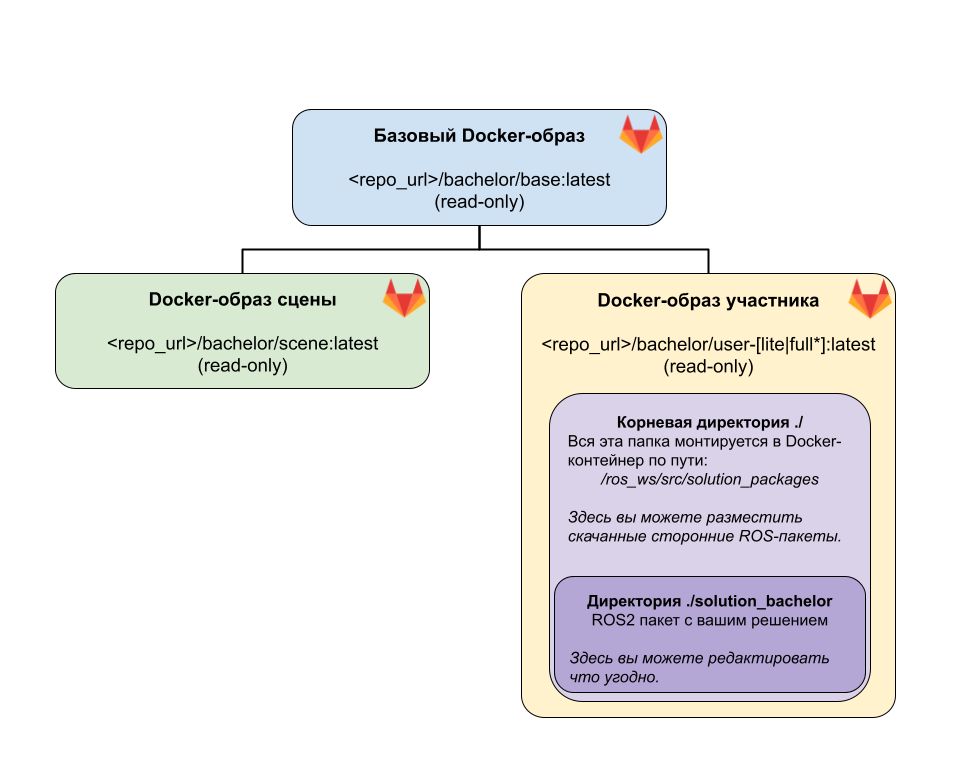 Базовый Docker-образ
<repo_url>/bachelor/base:latest
(read-only)
Docker-образ сцены
<repo_url>/bachelor/scene:latest
(read-only)
Docker-образ участника
<repo_url>/bachelor/user-[lite|full*]:latest
(read-only)
Корневая директория ./
Вся эта папка монтируется в Docker-
контейнер по пути:
/ros_ws/src/solution_packages
Здесь вы можете разместить
скачанные сторонние ROS-пакеты.
Директория ./solution_bachelor
ROS2 пакет с вашим решением
Здесь вы можете редактировать
что угодно.